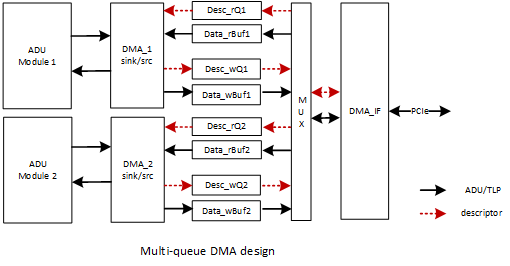 ADU
Module 1
DMA_1
sink/src
Desc_rQ1
Data_rBuf1
Desc_wQ1
Data_wBuf1
ADU
Module 2
DMA_2
sink/src
Desc_rQ2
Data_rBuf2
Desc_wQ2
Data_wBuf2
M
U
X
DMA_IF
PCIe
ADU/TLP
descriptor
Multi-queue DMA design